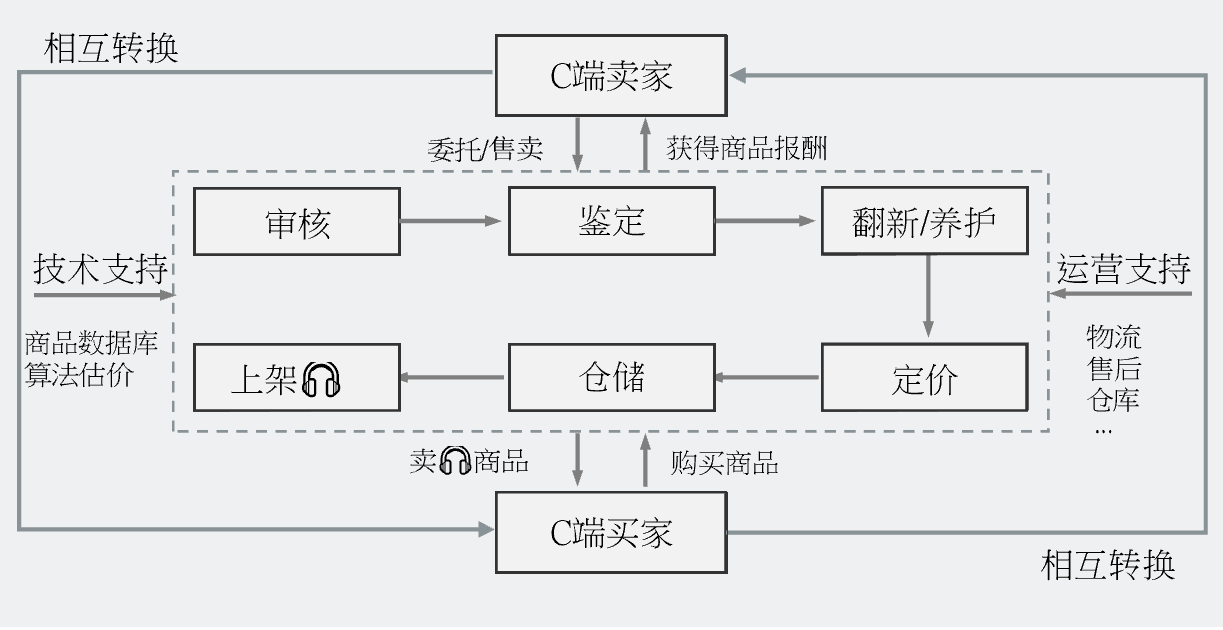 相互转换
C端卖家
委托/售卖
获得商品报酬
审核
鉴定
翻新/养护
技术支持
运营支持
商品数据库
算法估价
物流
售后
仓库
...
上架🎧
仓储
定价
卖🎧商品
购买商品
C端买家
相互转换